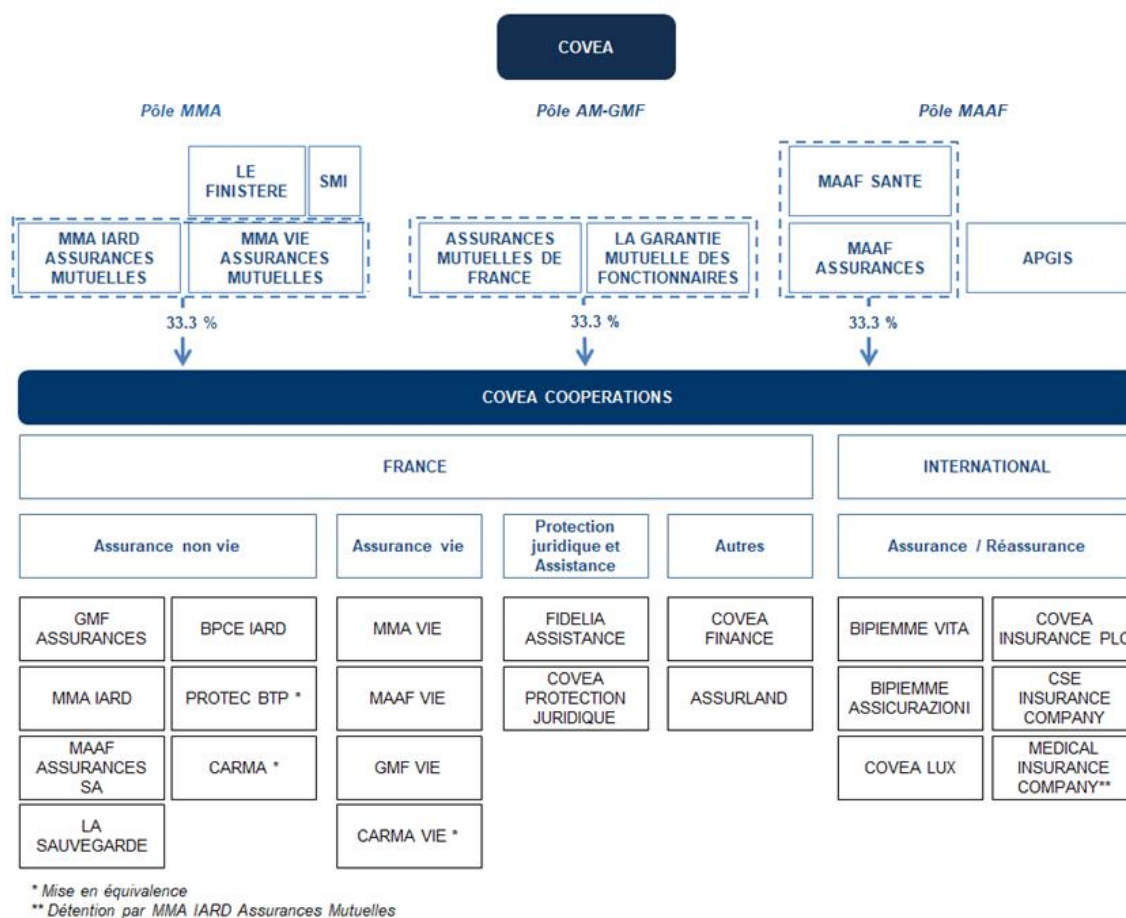 COVEA
Pôle MMA
Pôle AM-GMF
Pôle MAAF
LE
FINISTERE
SMI
MAAF SANTE
MMA IARD
ASSURANCES
MUTUELLES
MMA VIE
ASSURANCES
MUTUELLES
ASSURANCES
MUTUELLES DE
FRANCE
LA GARANTIE
MUTUELLE DES
FONCTIONNAIRES
MAAF
ASSURANCES
APGIS
33.3 %
33.3 %
33.3 %
COVEA COOPERATIONS
FRANCE
INTERNATIONAL
Assurance non vie
Assurance vie
Protection
juridique et
Assistance
Autres
Assurance / Réassurance
GMF
ASSURANCES
BPCE IARD
MMA VIE
FIDELIA
ASSISTANCE
COVEA
FINANCE
BIPIEMME VITA
COVEA
INSURANCE PLC
MMA IARD
PROTEC BTP *
MAAF VIE
COVEA
PROTECTION
JURIDIQUE
ASSURLAND
BIPIEMME
ASSICURAZIONI
CSE
INSURANCE
COMPANY
MAAF
ASSURANCES
SA
CARMA *
GMF VIE
COVEA LUX
MEDICAL
INSURANCE
COMPANY**
LA
SAUVEGARDE
CARMA VIE *
* Mise en équivalence
** Détention par MMA IARD Assurances Mutuelles